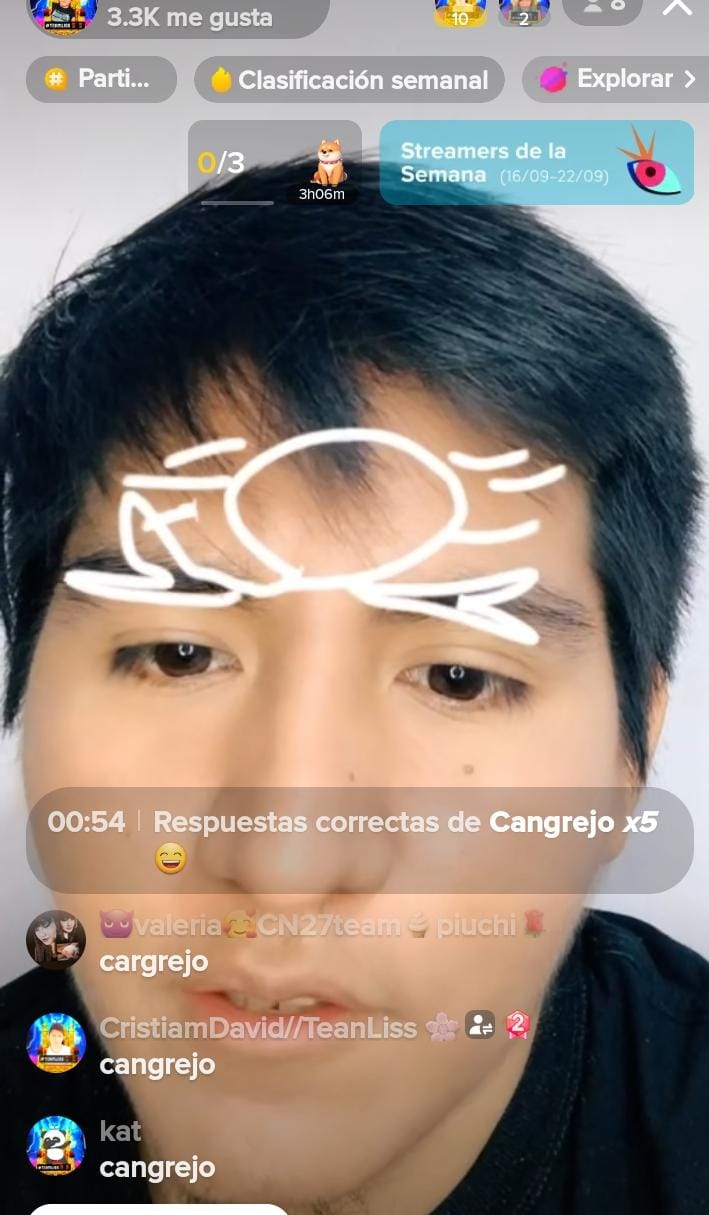 3.3K me gusta
10
2
8
Parti...
Clasificación semanal
Explorar
0/3
3h06m
Streamers de la
Semana (16/09-22/09)
00:54 | Respuestas correctas de Cangrejo x5
😄
😈valeria🥰CN27team🍦piuchi🌹
cargrejo
CristiamDavid//TeanLiss 🌸 2
cangrejo
kat
cangrejo